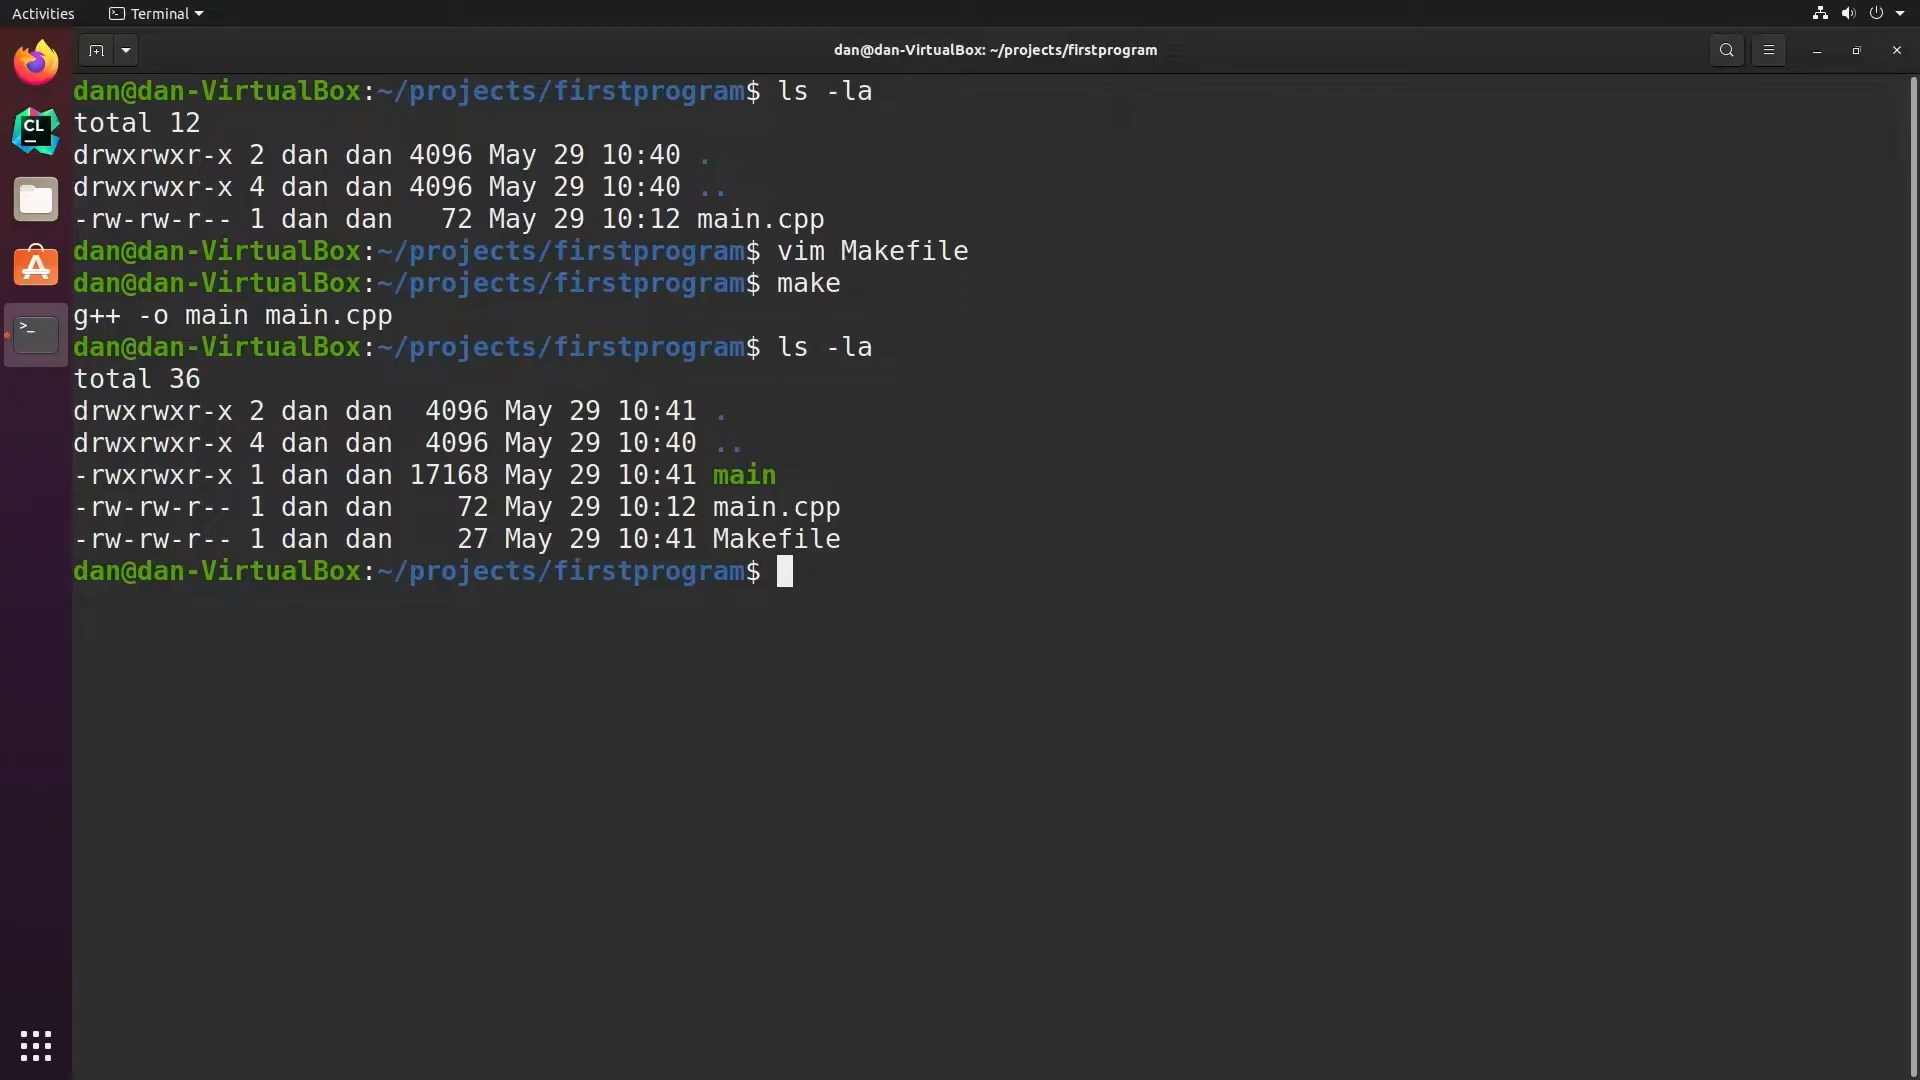 Activities
Terminal
dan@dan-VirtualBox: ~/projects/firstprogram
CL
>_
dan@dan-VirtualBox:~/projects/firstprogram$ ls -la
total 12
drwxrwxr-x 2 dan dan 4096 May 29 10:40 .
drwxrwxr-x 4 dan dan 4096 May 29 10:40 ..
-rw-rw-r-- 1 dan dan   72 May 29 10:12 main.cpp
dan@dan-VirtualBox:~/projects/firstprogram$ vim Makefile
dan@dan-VirtualBox:~/projects/firstprogram$ make
g++ -o main main.cpp
dan@dan-VirtualBox:~/projects/firstprogram$ ls -la
total 36
drwxrwxr-x 2 dan dan  4096 May 29 10:41 .
drwxrwxr-x 4 dan dan  4096 May 29 10:40 ..
-rwxrwxr-x 1 dan dan 17168 May 29 10:41 main
-rw-rw-r-- 1 dan dan    72 May 29 10:12 main.cpp
-rw-rw-r-- 1 dan dan    27 May 29 10:41 Makefile
dan@dan-VirtualBox:~/projects/firstprogram$